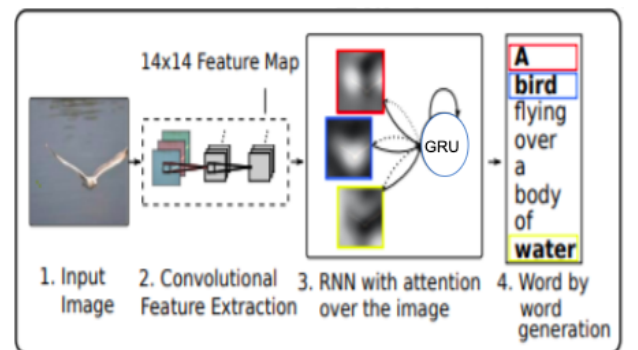 14x14 Feature Map
GRU
A
bird
flying
over
a
body
of
water
1. Input
Image
2. Convolutional
Feature Extraction
3. RNN with attention
over the image
4. Word by
word
generation